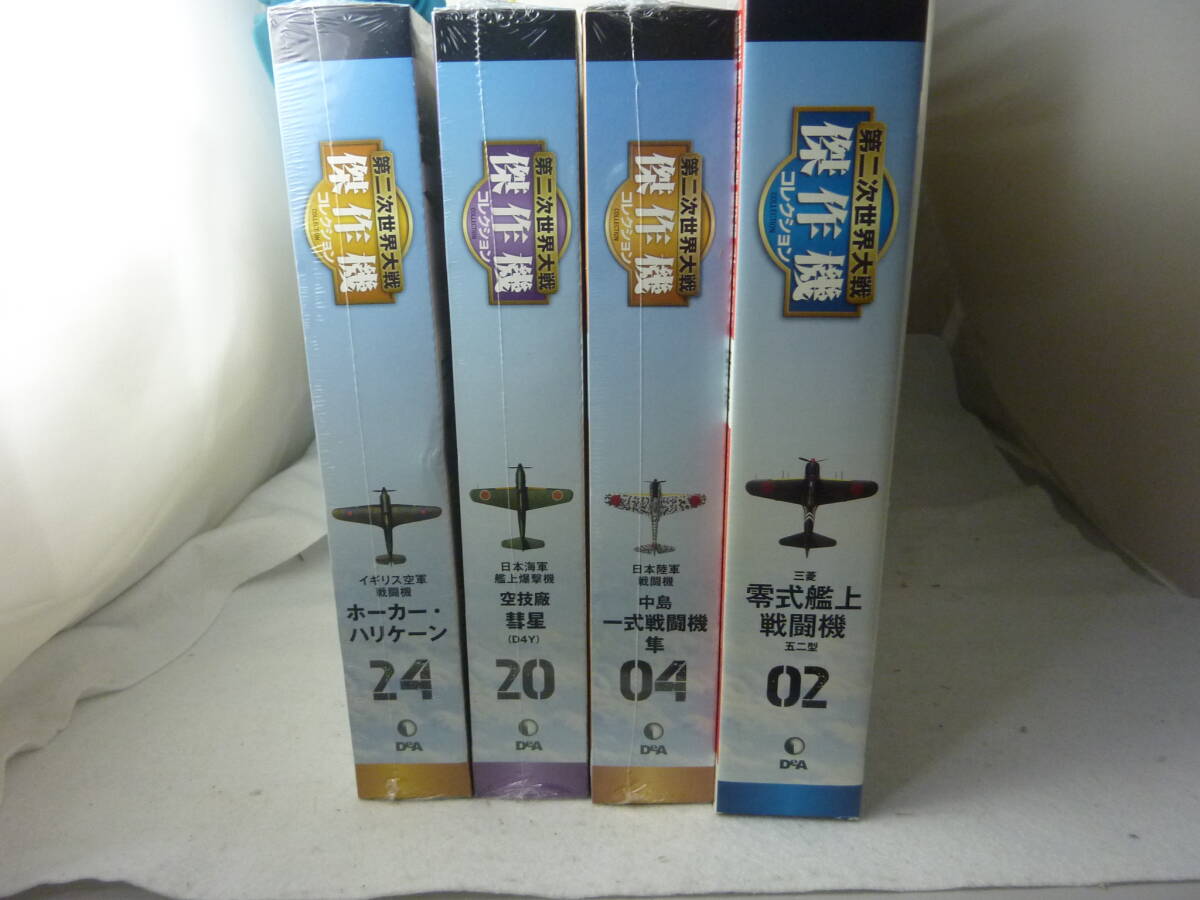 第二次世界大戦
傑作機
コレクション
COLLECTION
イギリス空軍
戦闘機
ホーカー・
ハリケーン
24
DeA
第二次世界大戦
傑作機
コレクション
COLLECTION
日本海軍
艦上爆撃機
空技廠
彗星
(D4Y)
20
DeA
第二次世界大戦
傑作機
コレクション
COLLECTION
日本陸軍
戦闘機
中島
一式戦闘機
隼
04
DeA
第二次世界大戦
傑作機
コレクション
COLLECTION
三菱
零式艦上
戦闘機
五二型
02
DeA